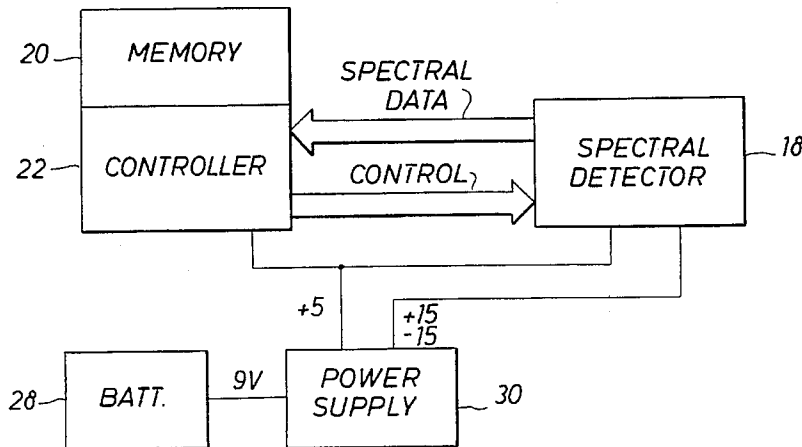 20
MEMORY
22
CONTROLLER
SPECTRAL
DATA
CONTROL
SPECTRAL
DETECTOR
18
+5
+15
-15
28
BATT.
9V
POWER
SUPPLY
30